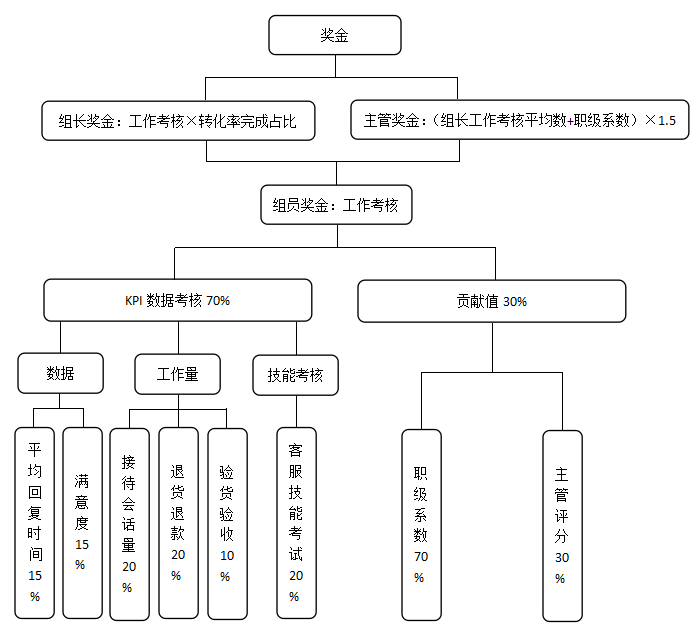 奖金
组长奖金：工作考核×转化率完成占比
主管奖金：（组长工作考核平均数+职级系数）×1.5
组员奖金：工作考核
KPI 数据考核 70%
贡献值 30%
数据
工作量
技能考核
平均回复时间 15%
满意度 15%
接待会话量 20%
退货退款 20%
验货验收 10%
客服技能考试 20%
职级系数 70%
主管评分 30%